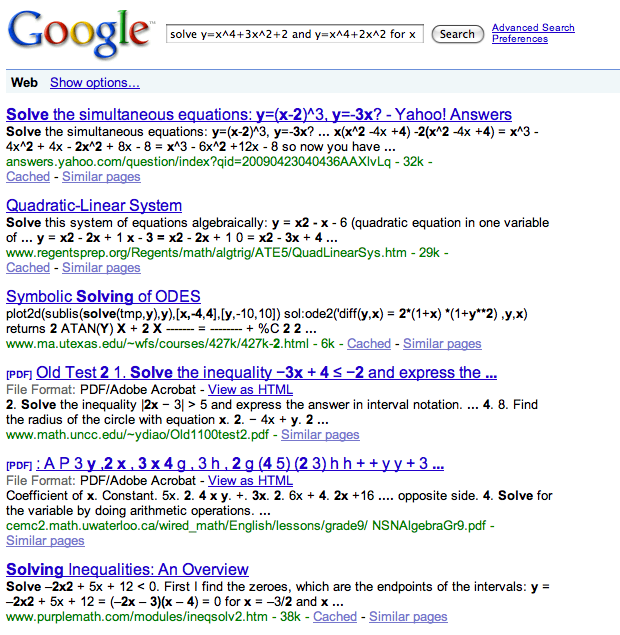 Google™
solve y=x^4+3x^2+2 and y=x^4+2x^2 for x
Search
Advanced Search
Preferences
Web Show options...
Solve the simultaneous equations: y=(x-2)^3, y=-3x? - Yahoo! Answers
Solve the simultaneous equations: y=(x-2)^3, y=-3x? ... x(x^2 -4x +4) -2(x^2 -4x +4) = x^3 -
4x^2 + 4x - 2x^2 + 8x - 8 = x^3 - 6x^2 +12x - 8 so now you have ...
answers.yahoo.com/question/index?qid=20090423040436AAXlvLq - 32k -
Cached - Similar pages
Quadratic-Linear System
Solve this system of equations algebraically: y = x2 - x - 6 (quadratic equation in one variable
of ... y = x2 - 2x + 1 x - 3 = x2 - 2x + 1 0 = x2 - 3x + 4 ...
www.regentsprep.org/Regents/math/algtrig/ATE5/QuadLinearSys.htm - 29k -
Cached - Similar pages
Symbolic Solving of ODES
plot2d(sublis(solve(tmp,y),y),[x,-4,4],[y,-10,10]) sol:ode2('diff(y,x) = 2*(1+x) *(1+y**2) ,y,x)
returns 2 ATAN(Y) X + 2 X ------- = -------- + %C 2 2 ...
www.ma.utexas.edu/~wfs/courses/427k/427k-2.html - 6k - Cached - Similar pages
[PDF] Old Test 2 1. Solve the inequality −3x + 4 ≤ −2 and express the ...
File Format: PDF/Adobe Acrobat - View as HTML
2. Solve the inequality |2x − 3| > 5 and express the answer in interval notation. ... 4. 8. Find
the radius of the circle with equation x. 2. − 4x + y. 2 ...
www.math.uncc.edu/~ydiao/Old1100test2.pdf - Similar pages
[PDF] : A P 3 y ,2 x , 3 x 4 g , 3 h , 2 g (4 5) (2 3) h h + + y y + 3 ...
File Format: PDF/Adobe Acrobat - View as HTML
Coefficient of x. Constant. 5x. 2. 4 x y. +. 3x. 2. 6x + 4. 2x +16 .... opposite side. 4. Solve for
the variable by doing arithmetic operations. ...
cemc2.math.uwaterloo.ca/wired_math/English/lessons/grade9/ NSNAlgebraGr9.pdf -
Similar pages
Solving Inequalities: An Overview
Solve –2x2 + 5x + 12 < 0. First I find the zeroes, which are the endpoints of the intervals: y =
–2x2 + 5x + 12 = (–2x – 3)(x – 4) = 0 for x = –3/2 and x ...
www.purplemath.com/modules/ineqsolv2.htm - 38k - Cached - Similar pages